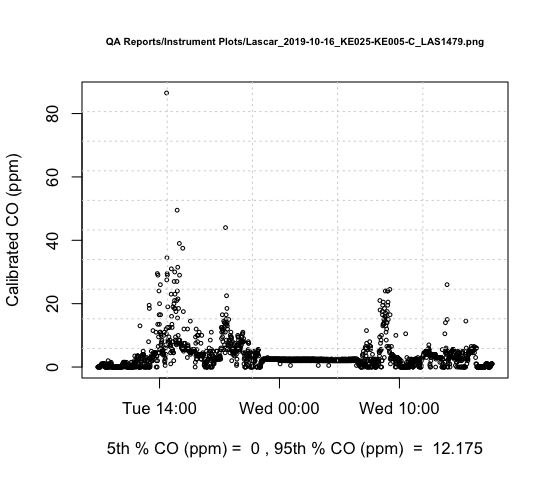 QA Reports/Instrument Plots/Lascar_2019-10-16_KE025-KE005-C_LAS1479.png
Calibrated CO (ppm)
80
60
40
20
0
Tue 14:00 Wed 00:00 Wed 10:00
5th % CO (ppm) = 0 , 95th % CO (ppm) = 12.175